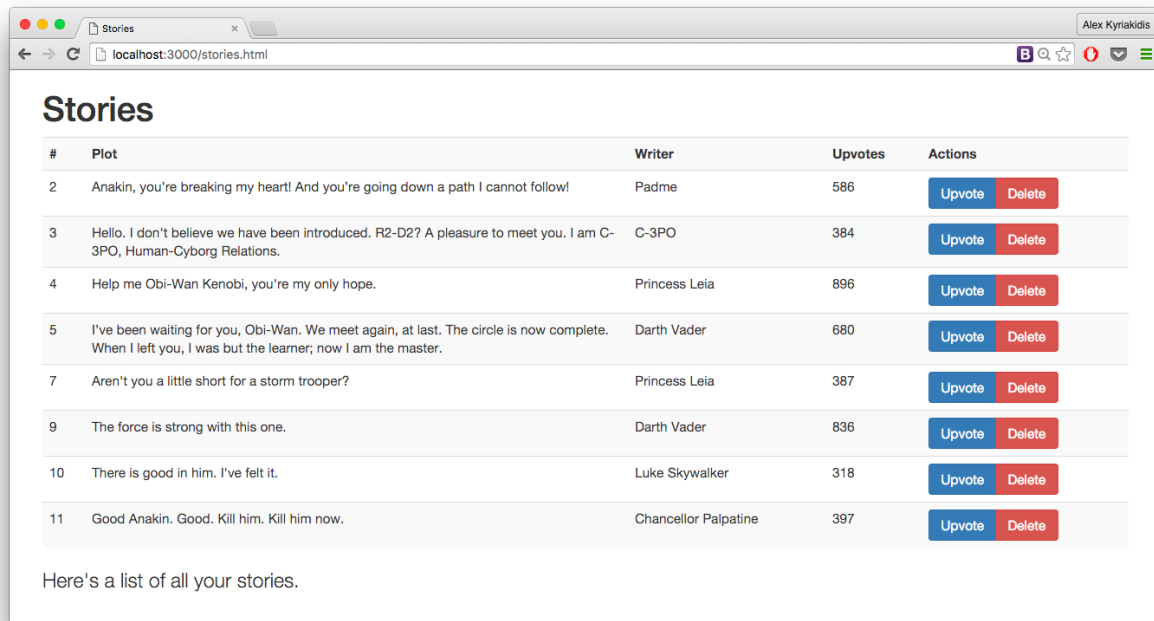 Stories
Alex Kyriakidis
localhost:3000/stories.html
B
Stories
# Plot Writer Upvotes Actions
2 Anakin, you’re breaking my heart! And you’re going down a path I cannot follow! Padme 586 Upvote Delete
3 Hello. I don't believe we have been introduced. R2-D2? A pleasure to meet you. I am C- C-3PO 384 Upvote Delete
3PO, Human-Cyborg Relations.
4 Help me Obi-Wan Kenobi, you're my only hope. Princess Leia 896 Upvote Delete
5 I’ve been waiting for you, Obi-Wan. We meet again, at last. The circle is now complete. Darth Vader 680 Upvote Delete
When I left you, I was but the learner; now I am the master.
7 Aren't you a little short for a storm trooper? Princess Leia 387 Upvote Delete
9 The force is strong with this one. Darth Vader 836 Upvote Delete
10 There is good in him. I've felt it. Luke Skywalker 318 Upvote Delete
11 Good Anakin. Good. Kill him. Kill him now. Chancellor Palpatine 397 Upvote Delete
Here's a list of all your stories.